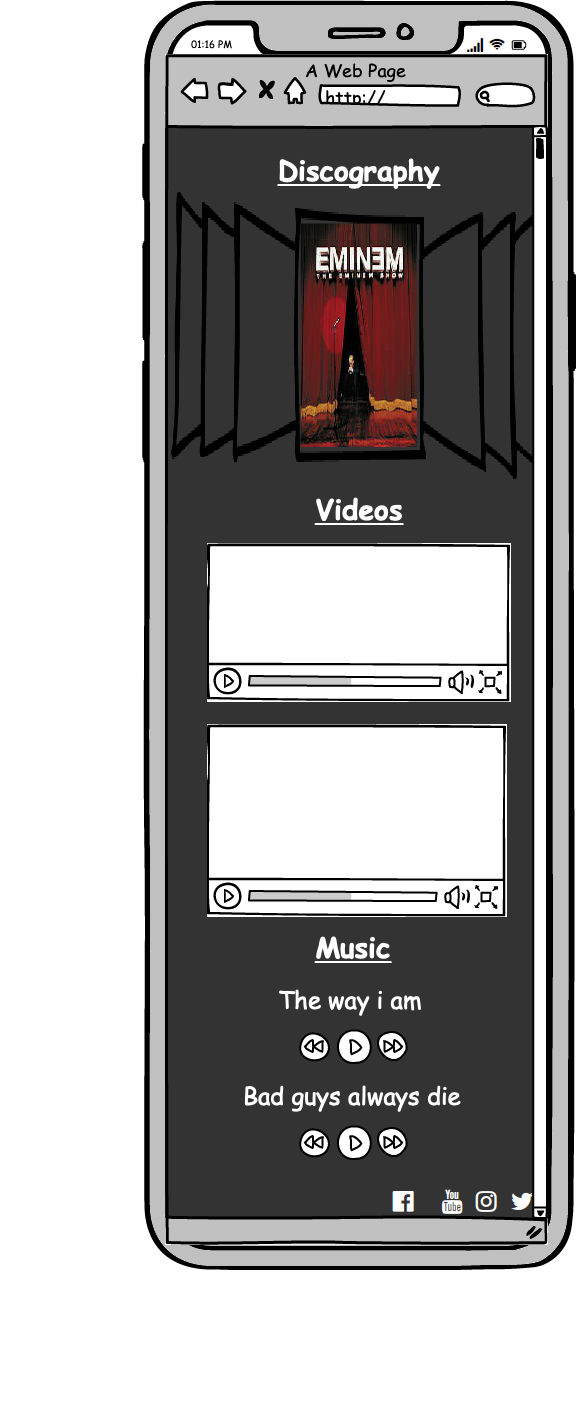 01:16 PM
A Web Page
http://
Discography
EMINEM
THE EMINEM SHOW
Videos
Music
The way i am
Bad guys always die
You
Tube